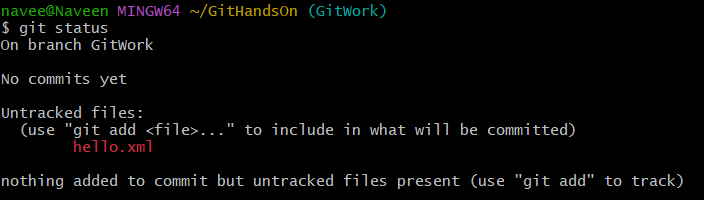 navee@Naveen MINGW64 ~/GitHandsOn (GitWork)
$ git status
On branch GitWork
No commits yet
Untracked files:
(use "git add <file>..." to include in what will be committed)
hello.xml
nothing added to commit but untracked files present (use "git add" to track)